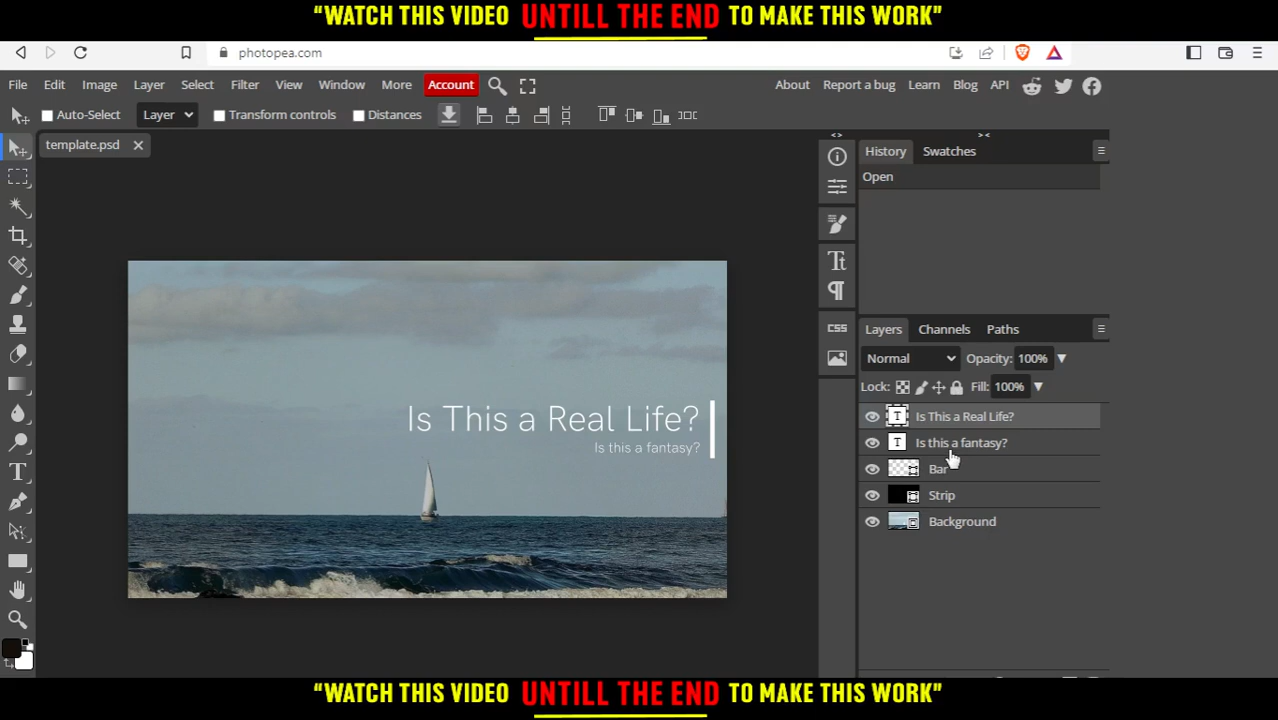 “WATCH THIS VIDEO UNTILL THE END TO MAKE THIS WORK”
photopea.com
File Edit Image Layer Select Filter View Window More Account About Report a bug Learn Blog API
Auto-Select Layer Transform controls Distances
template.psd
History Swatches
Open
Is This a Real Life?
Is this a fantasy?
CSS
Layers Channels Paths
Normal Opacity: 100%
Lock: Fill: 100%
T Is This a Real Life?
T Is this a fantasy?
Bar
Strip
Background
“WATCH THIS VIDEO UNTILL THE END TO MAKE THIS WORK”